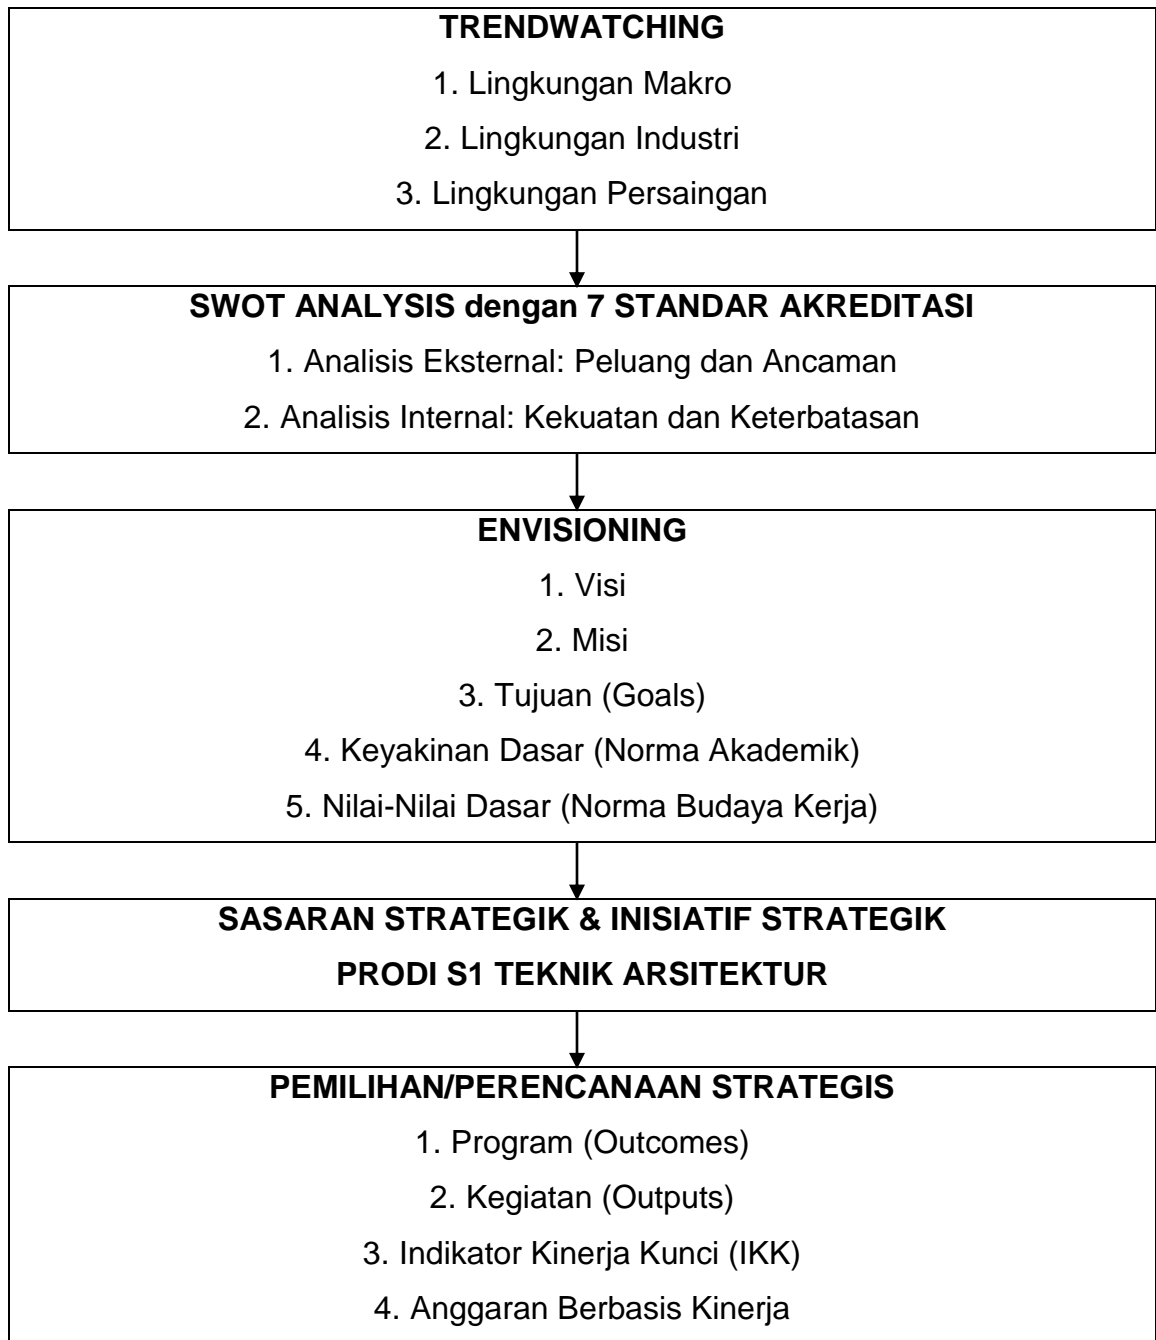 TRENDWATCHING
1. Lingkungan Makro
2. Lingkungan Industri
3. Lingkungan Persaingan
SWOT ANALYSIS dengan 7 STANDAR AKREDITASI
1. Analisis Eksternal: Peluang dan Ancaman
2. Analisis Internal: Kekuatan dan Keterbatasan
ENVISIONING
1. Visi
2. Misi
3. Tujuan (Goals)
4. Keyakinan Dasar (Norma Akademik)
5. Nilai-Nilai Dasar (Norma Budaya Kerja)
SASARAN STRATEGIK & INISIATIF STRATEGIK
PRODI S1 TEKNIK ARSITEKTUR
PEMILIHAN/PERENCANAAN STRATEGIS
1. Program (Outcomes)
2. Kegiatan (Outputs)
3. Indikator Kinerja Kunci (IKK)
4. Anggaran Berbasis Kinerja